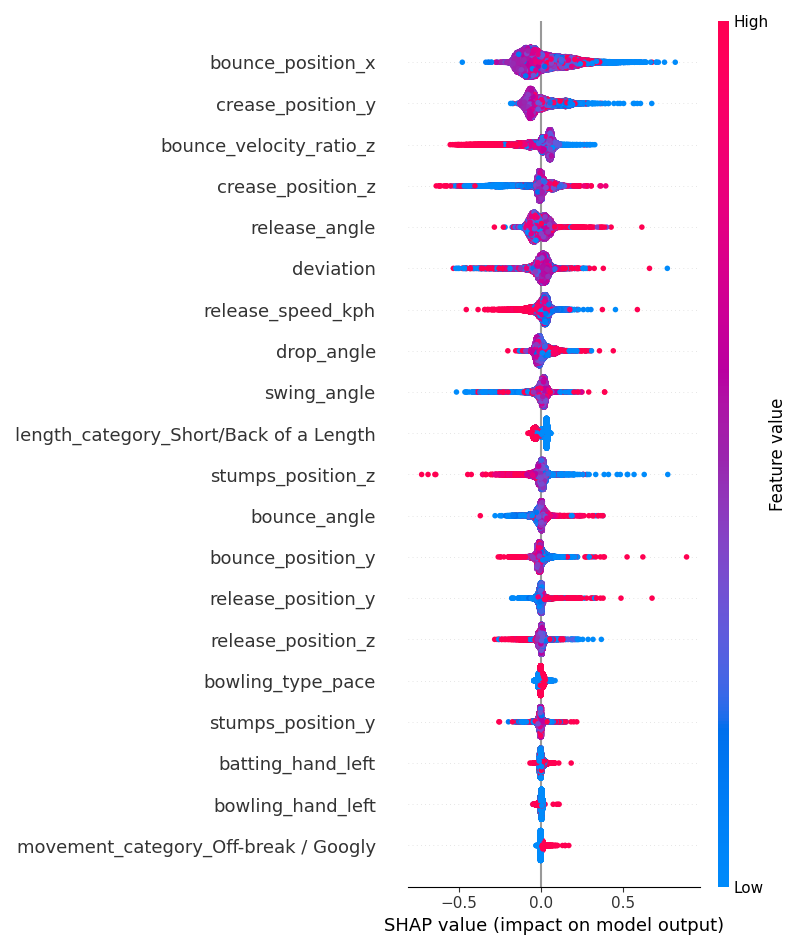 High
bounce_position_x
crease_position_y
bounce_velocity_ratio_z
crease_position_z
release_angle
deviation
release_speed_kph
drop_angle
swing_angle
length_category_Short/Back of a Length
stumps_position_z
bounce_angle
bounce_position_y
release_position_y
release_position_z
bowling_type_pace
stumps_position_y
batting_hand_left
bowling_hand_left
movement_category_Off-break / Googly
Feature value
Low
−0.5 0.0 0.5
SHAP value (impact on model output)